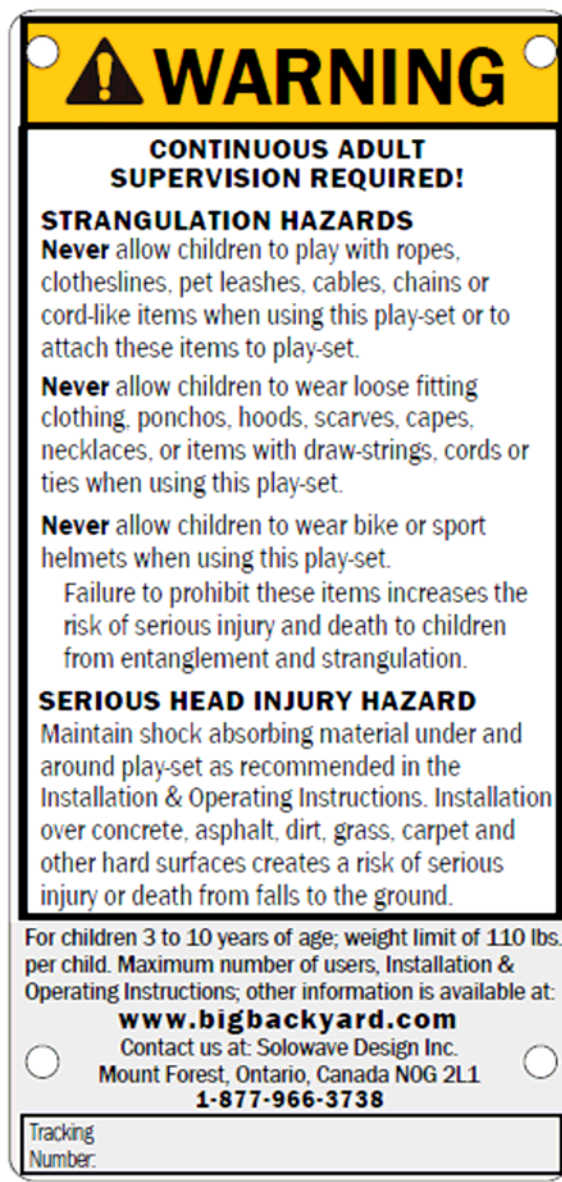 WARNING
CONTINUOUS ADULT
SUPERVISION REQUIRED!
STRANGULATION HAZARDS
Never allow children to play with ropes,
clotheslines, pet leashes, cables, chains or
cord-like items when using this play-set or to
attach these items to play-set.
Never allow children to wear loose fitting
clothing, ponchos, hoods, scarves, capes,
necklaces, or items with draw-strings, cords or
ties when using this play-set.
Never allow children to wear bike or sport
helmets when using this play-set.
Failure to prohibit these items increases the
risk of serious injury and death to children
from entanglement and strangulation.
SERIOUS HEAD INJURY HAZARD
Maintain shock absorbing material under and
around play-set as recommended in the
Installation & Operating Instructions. Installation
over concrete, asphalt, dirt, grass, carpet and
other hard surfaces creates a risk of serious
injury or death from falls to the ground.
For children 3 to 10 years of age; weight limit of 110 lbs.
per child. Maximum number of users, Installation &
Operating Instructions; other information is available at:
www.bigbackyard.com
Contact us at: Solowave Design Inc.
Mount Forest, Ontario, Canada N0G 2L1
1-877-966-3738
Tracking
Number: